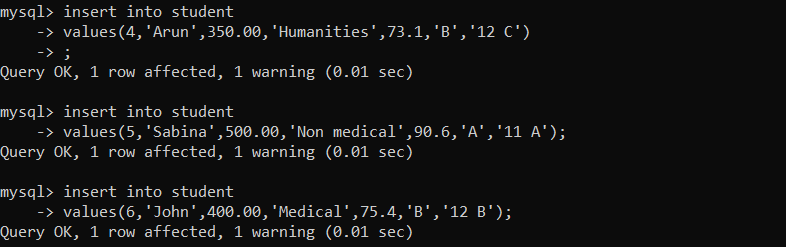 mysql> insert into student
    -> values(4,'Arun',350.00,'Humanities',73.1,'B','12 C')
    -> ;
Query OK, 1 row affected, 1 warning (0.01 sec)

mysql> insert into student
    -> values(5,'Sabina',500.00,'Non medical',90.6,'A','11 A');
Query OK, 1 row affected, 1 warning (0.01 sec)

mysql> insert into student
    -> values(6,'John',400.00,'Medical',75.4,'B','12 B');
Query OK, 1 row affected, 1 warning (0.01 sec)